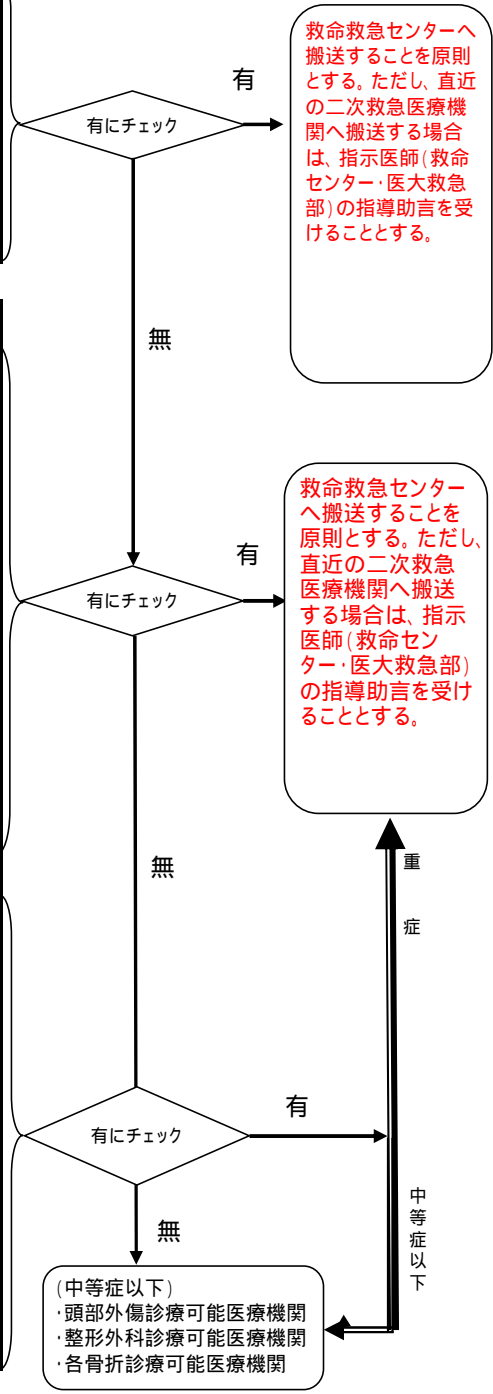 有
有にチェック
救命救急センターへ
搬送することを原則
とする。ただし、直近
の二次救急医療機
関へ搬送する場合
は、指示医師(救命
センター・医大救急
部)の指導助言を受
けることとする。
無
有
有にチェック
救命救急センター
へ搬送することを
原則とする。ただし、
直近の二次救急
医療機関へ搬送
する場合は、指示
医師(救命セン
ター・医大救急部)
の指導助言を受け
ることとする。
無
重症
有
有にチェック
無
中等症以下
(中等症以下)
・頭部外傷診療可能医療機関
・整形外科診療可能医療機関
・各骨折診療可能医療機関